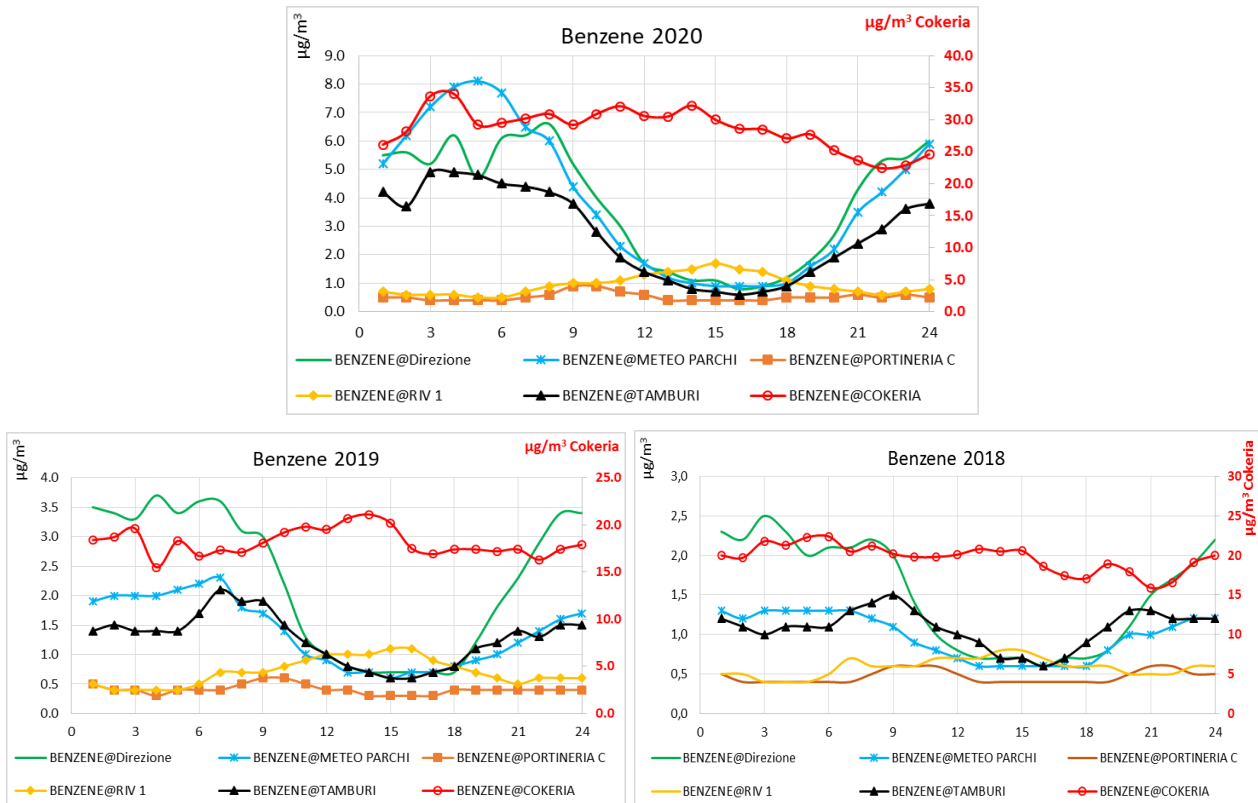 µg/m³ Cokeria
µg/m³
Benzene 2020
9.0
8.0
7.0
6.0
5.0
4.0
3.0
2.0
1.0
0.0
40.0
35.0
30.0
25.0
20.0
15.0
10.0
5.0
0.0
0 3 6 9 12 15 18 21 24
BENZENE@Direzione BENZENE@METEO PARCHI BENZENE@PORTINERIA C
BENZENE@RIV 1 BENZENE@TAMBURI BENZENE@COKERIA
µg/m³
µg/m³ Cokeria
Benzene 2019
4.0
3.5
3.0
2.5
2.0
1.5
1.0
0.5
0.0
25.0
20.0
15.0
10.0
5.0
0.0
0 3 6 9 12 15 18 21 24
BENZENE@Direzione BENZENE@METEO PARCHI BENZENE@PORTINERIA C
BENZENE@RIV 1 BENZENE@TAMBURI BENZENE@COKERIA
µg/m³
Benzene 2018
µg/m³ Cokeria
3,0
2,5
2,0
1,5
1,0
0,5
0,0
30
25
20
15
10
5
0
0 3 6 9 12 15 18 21 24
BENZENE@Direzione BENZENE@METEO PARCHI BENZENE@PORTINERIA C
BENZENE@RIV 1 BENZENE@TAMBURI BENZENE@COKERIA